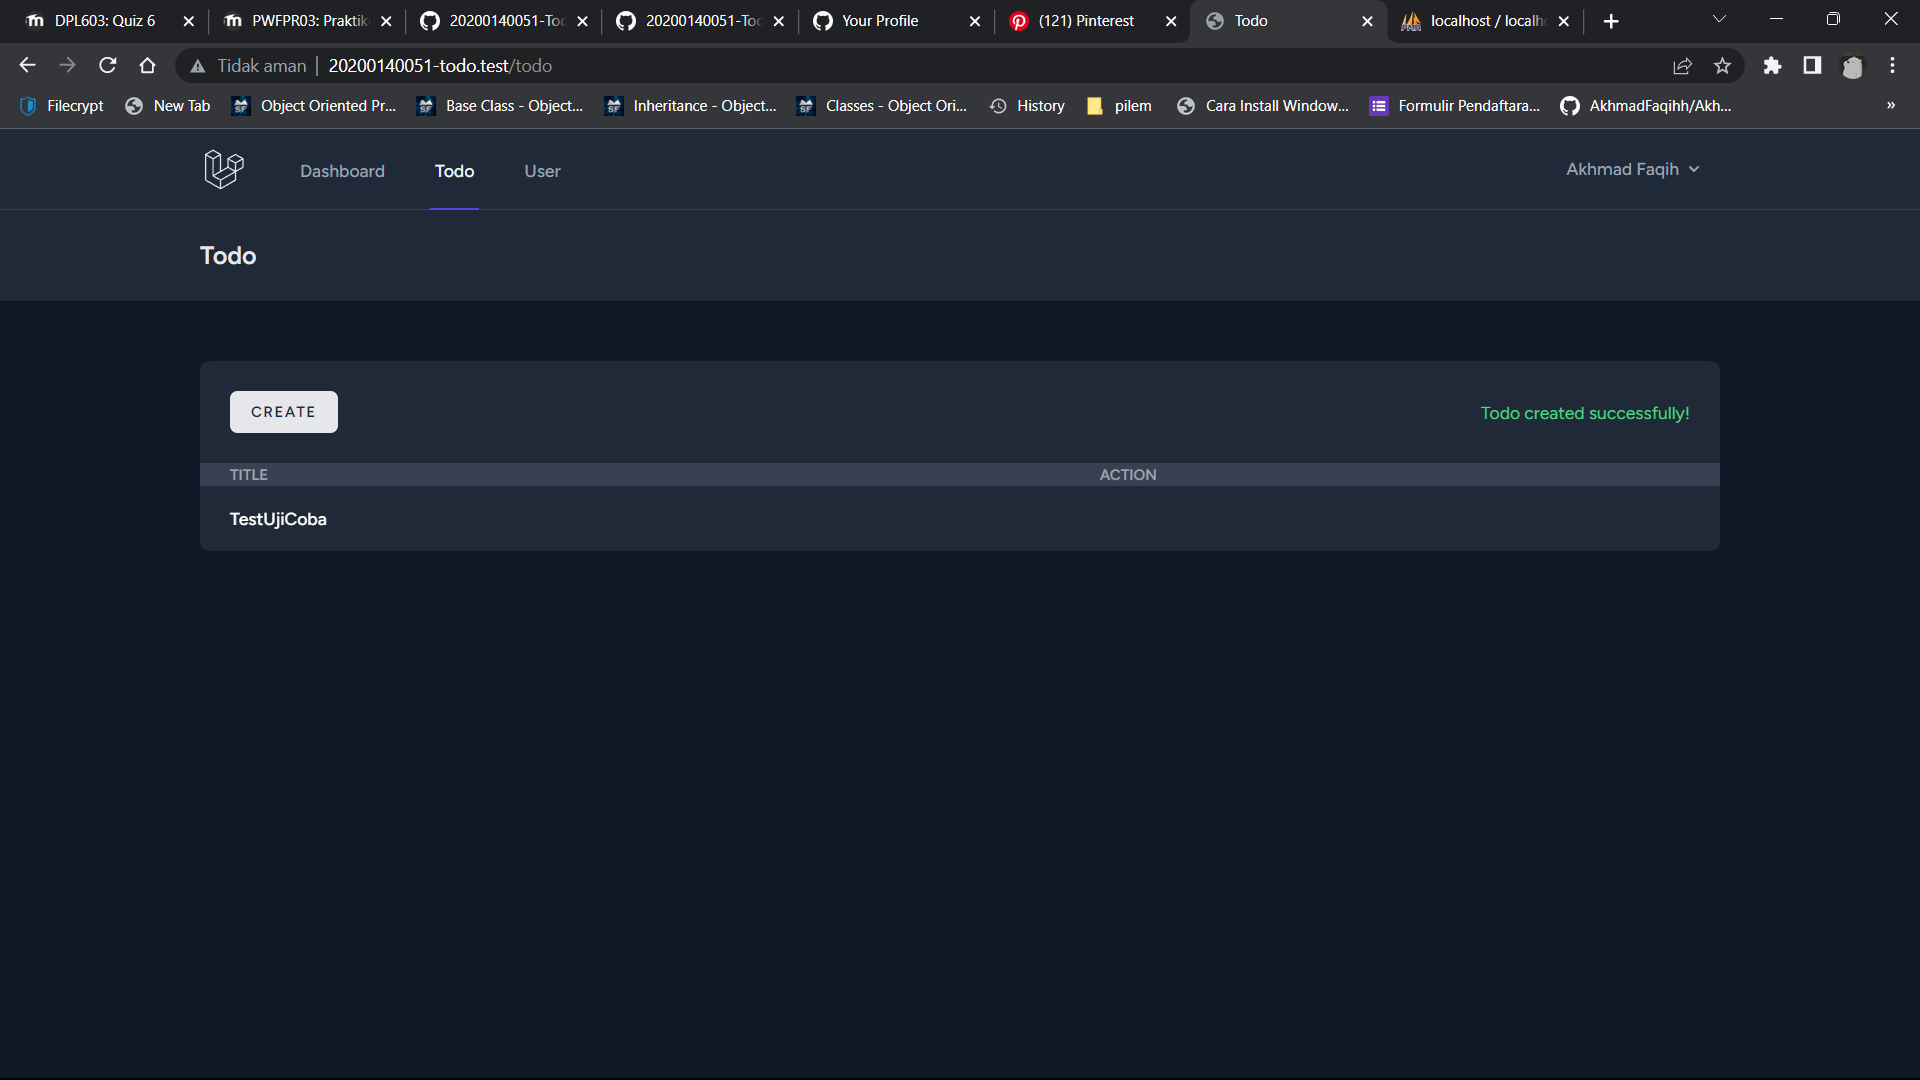 DPL603: Quiz 6
PWFPR03: Praktik
20200140051-Toc
20200140051-Toc
Your Profile
(121) Pinterest
Todo
localhost / localh
Tidak aman | 20200140051-todo.test/todo
Filecrypt
New Tab
Object Oriented Pr...
Base Class - Object...
Inheritance - Object...
Classes - Object Ori...
History
pilem
Cara Install Window...
Formulir Pendaftara...
AkhmadFaqihh/Akh...
»
Dashboard
Todo
User
Akhmad Faqih
Todo
CREATE
Todo created successfully!
TITLE
ACTION
TestUjiCoba